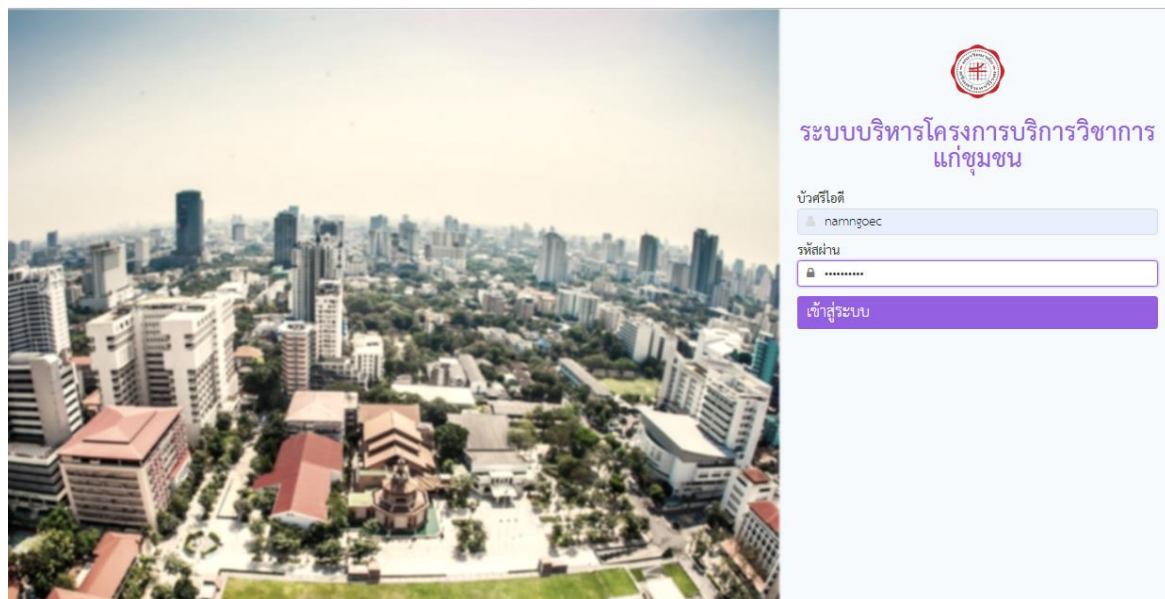 ระบบบริหารโครงการบริการวิชาการ
แก่ชุมชน
บัวศรีไอดี
namngoec
รหัสผ่าน
••••••••••
เข้าสู่ระบบ